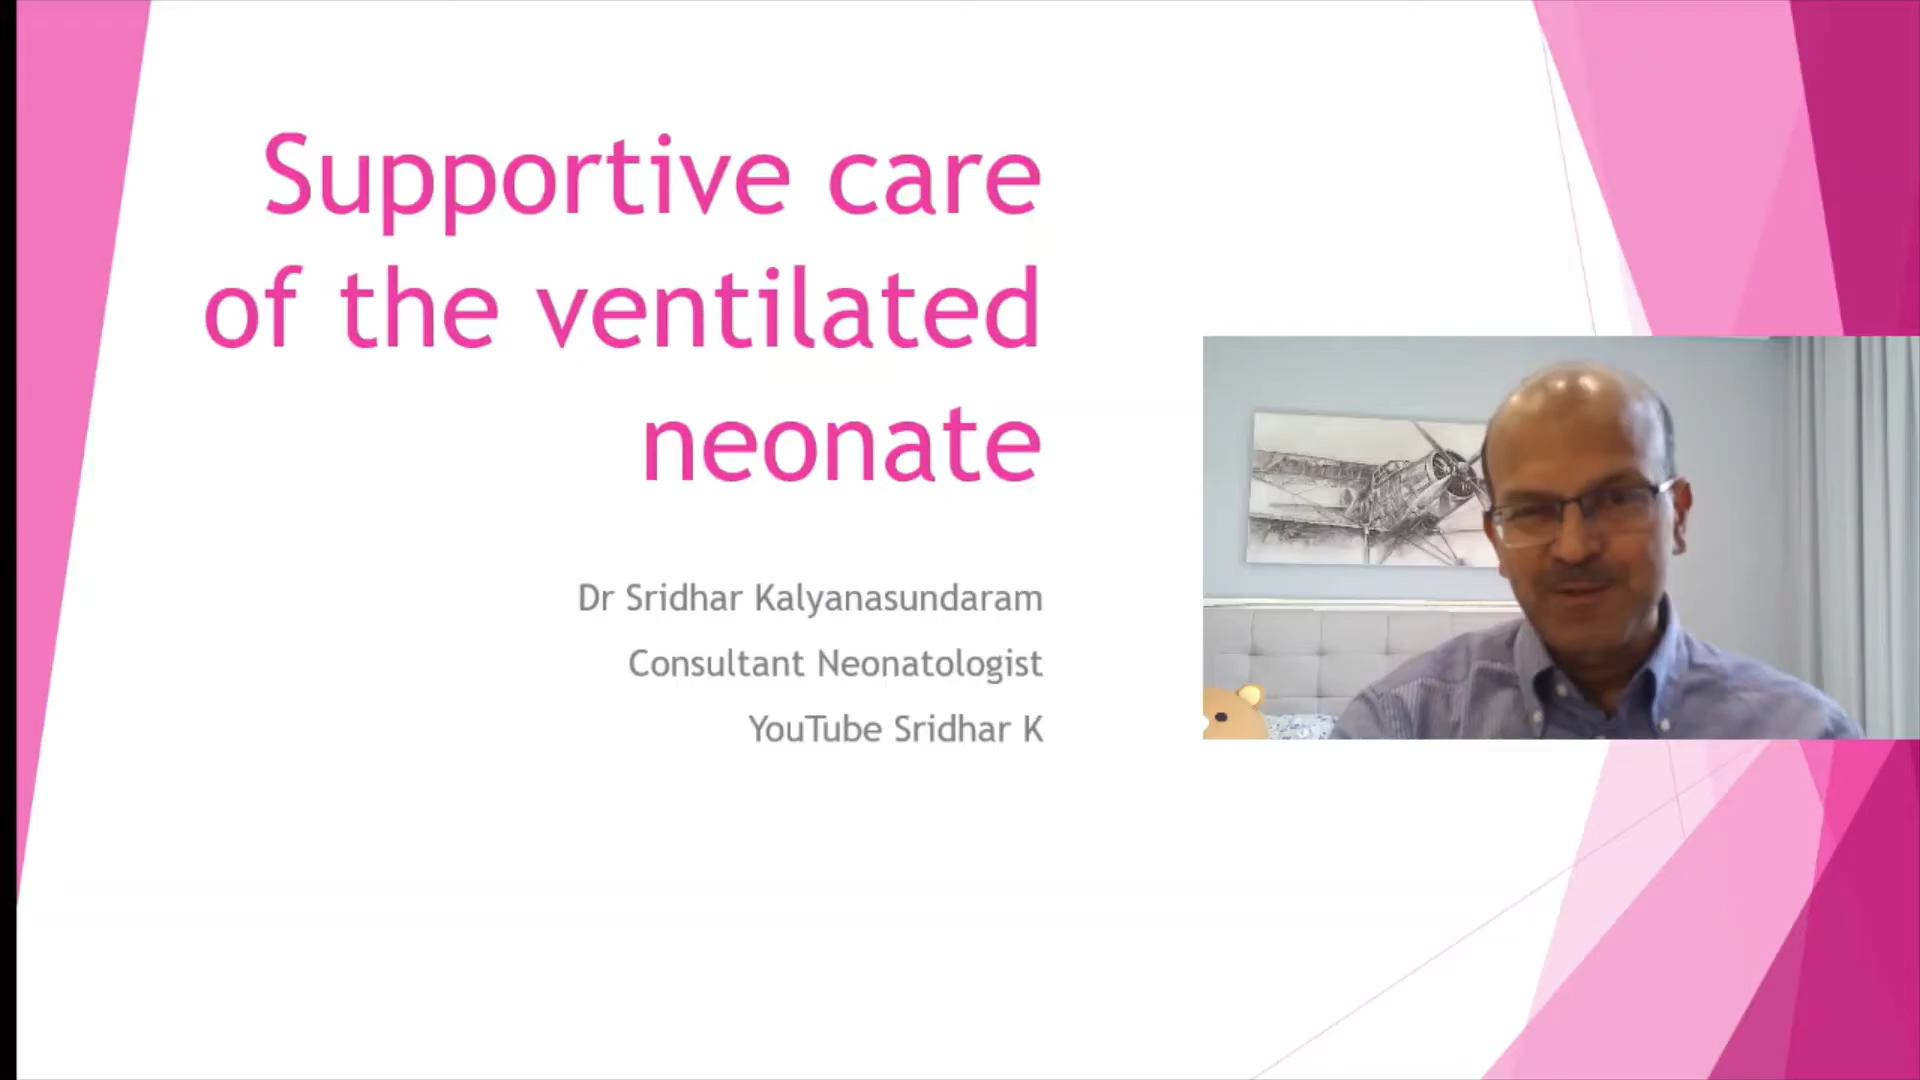 Supportive care
of the ventilated
neonate
Dr Sridhar Kalyanasundaram
Consultant Neonatologist
YouTube Sridhar K